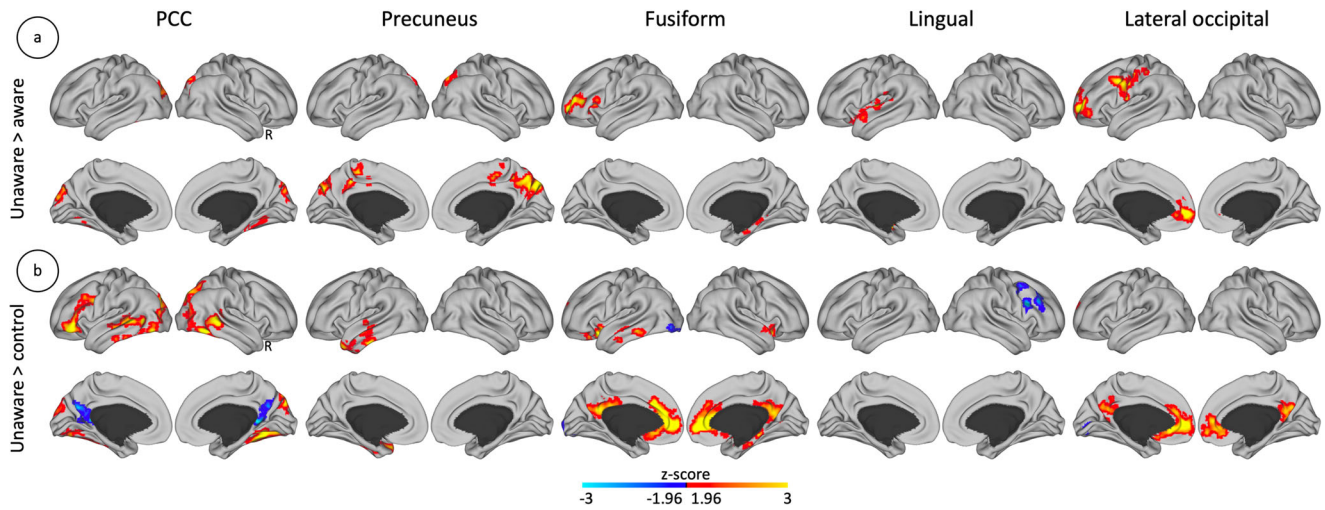 PCC Precuneus Fusiform Lingual Lateral occipital
a
Unaware > aware
R
b
Unaware > control
R
z-score
-3 -1.96 1.96 3